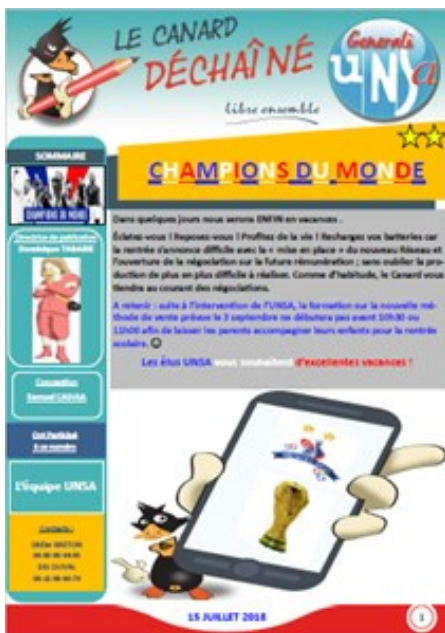 LE CANARD
DÉCHAÎNÉ
Libre ensemble
Generali
UNSa
SOMMAIRE
CHAMPIONS DU MONDE
Directrice de publication
Dominique
Conception
Samuel
Ont Participé
à ce numéro
L'équipe UNSA
Contacts :
CHAMPIONS DU MONDE
Dans quelques jours nous serons ENFIN en vacances .
Éclatez-vous ! Reposez-vous ! Profitez de la vie ! Rechargez vos batteries car
la rentrée s'annonce difficile avec la « mise en place » du nouveau Réseau et
l'ouverture de la négociation sur la future rémunération ; sans oublier la pro-
duction de plus en plus difficile à réaliser. Comme d'habitude, le Canard vous
tiendra au courant des négociations.
A retenir : suite à l'intervention de l'UNSA, la formation sur la nouvelle mé-
thode de vente prévue le 3 septembre ne débutera pas avant 10h30 ou
11h00 afin de laisser les parents accompagner leurs enfants pour la rentrée
scolaire.
Les élus UNSA vous souhaitent d'excellentes vacances !
15 JUILLET 2018
1